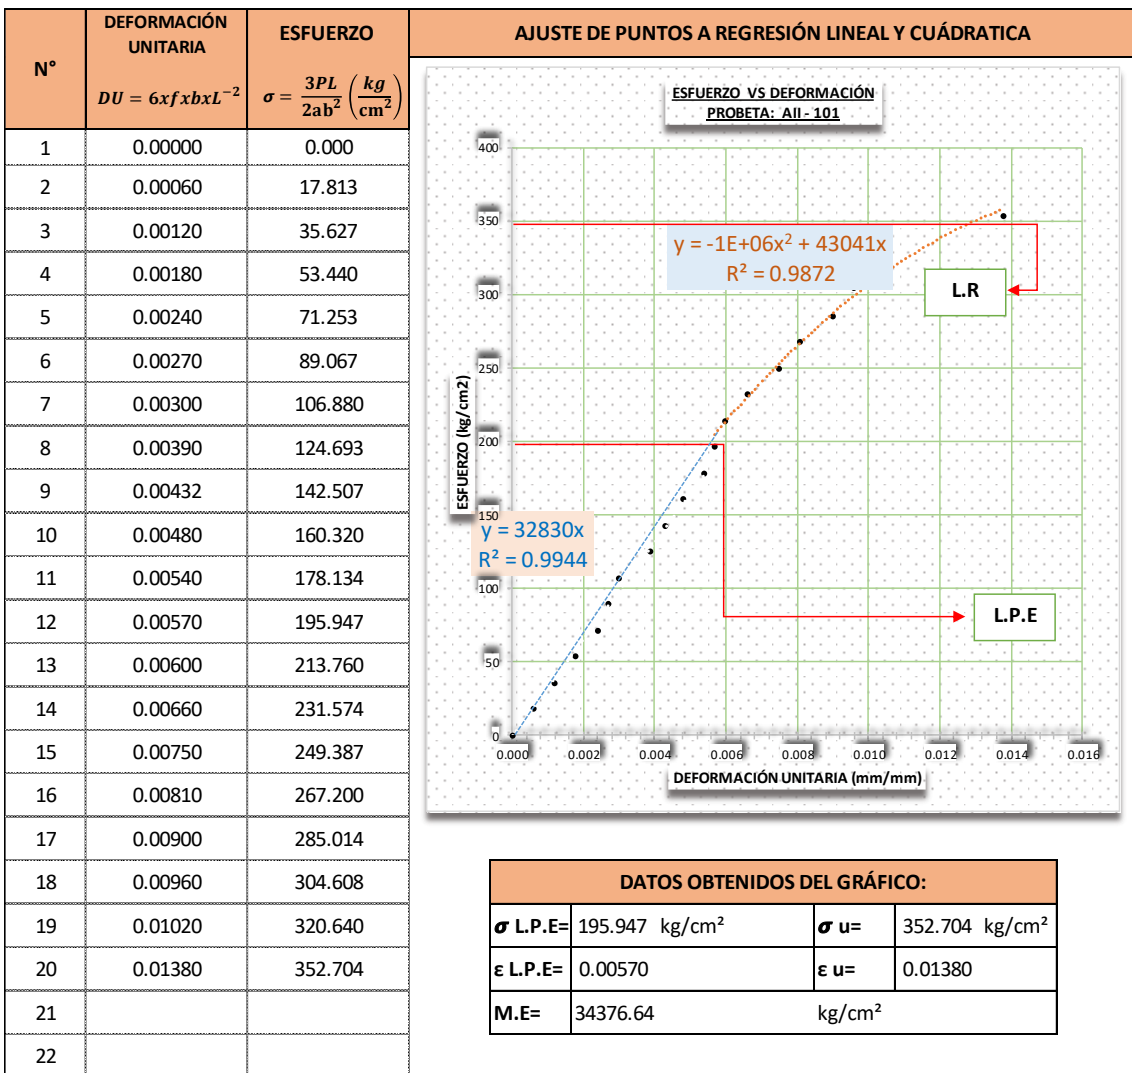 N°
DEFORMACIÓN
UNITARIA
DU = 6xfxbxL⁻²
ESFUERZO
σ = 3PL / 2ab² (kg / cm²)
AJUSTE DE PUNTOS A REGRESIÓN LINEAL Y CUÁDRATICA
1 0.00000 0.000
2 0.00060 17.813
3 0.00120 35.627
4 0.00180 53.440
5 0.00240 71.253
6 0.00270 89.067
7 0.00300 106.880
8 0.00390 124.693
9 0.00432 142.507
10 0.00480 160.320
11 0.00540 178.134
12 0.00570 195.947
13 0.00600 213.760
14 0.00660 231.574
15 0.00750 249.387
16 0.00810 267.200
17 0.00900 285.014
18 0.00960 304.608
19 0.01020 320.640
20 0.01380 352.704
21
22
ESFUERZO VS DEFORMACIÓN
PROBETA: AII - 101
400
350
300
250
200
150
100
50
0
ESFUERZO (kg/cm2)
y = -1E+06x² + 43041x
R² = 0.9872
L.R
y = 32830x
R² = 0.9944
L.P.E
0.000 0.002 0.004 0.006 0.008 0.010 0.012 0.014 0.016
DEFORMACIÓN UNITARIA (mm/mm)
DATOS OBTENIDOS DEL GRÁFICO:
σ L.P.E= 195.947 kg/cm² σ u= 352.704 kg/cm²
ε L.P.E= 0.00570 ε u= 0.01380
M.E= 34376.64 kg/cm²